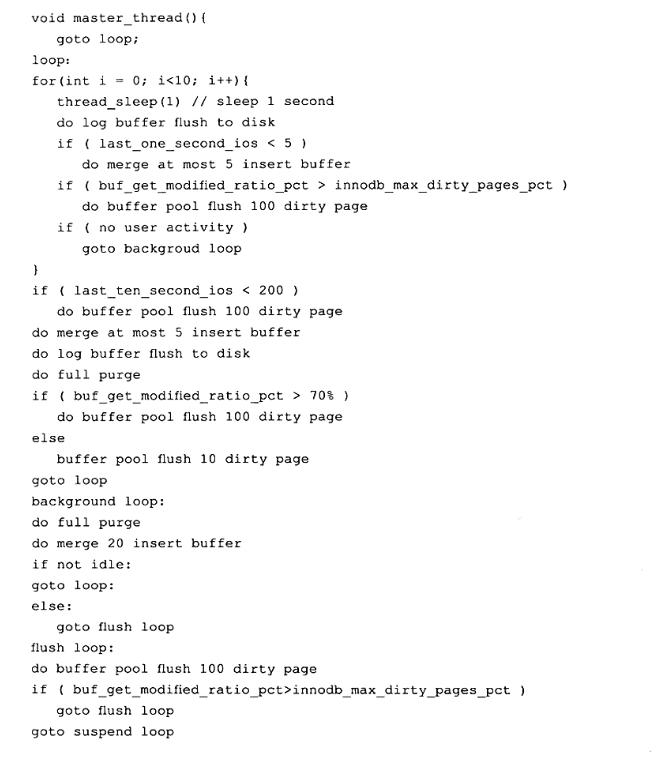 void master_thread(){
goto loop;
loop:
for(int i = 0; i<10; i++){
thread_sleep(1) // sleep 1 second
do log buffer flush to disk
if ( last_one_second_ios < 5 )
do merge at most 5 insert buffer
if ( buf_get_modified_ratio_pct > innodb_max_dirty_pages_pct )
do buffer pool flush 100 dirty page
if ( no user activity )
goto backgroud loop
}
if ( last_ten_second_ios < 200 )
do buffer pool flush 100 dirty page
do merge at most 5 insert buffer
do log buffer flush to disk
do full purge
if ( buf_get_modified_ratio_pct > 70% )
do buffer pool flush 100 dirty page
else
buffer pool flush 10 dirty page
goto loop
background loop:
do full purge
do merge 20 insert buffer
if not idle:
goto loop:
else:
goto flush loop
flush loop:
do buffer pool flush 100 dirty page
if ( buf_get_modified_ratio_pct>innodb_max_dirty_pages_pct )
goto flush loop
goto suspend loop